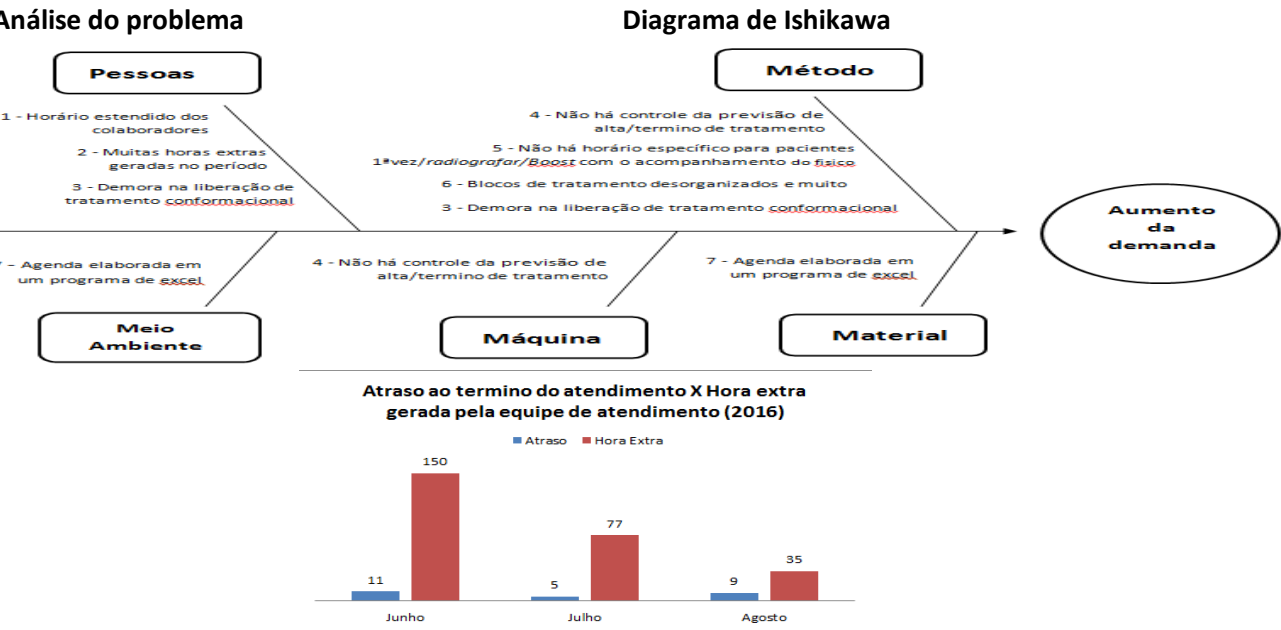 Análise do problema
Diagrama de Ishikawa
Pessoas
Método
1 - Horário estendido dos
colaboradores
2 - Muitas horas extras
geradas no período
3 - Demora na liberação de
tratamento conformacional
4 - Não há controle da previsão de
alta/termino de tratamento
5 - Não há horário específico para pacientes
1ªvez/radiografar/Boost com o acompanhamento do fisico
6 - Blocos de tratamento desorganizados e muito
3 - Demora na liberação de tratamento conformacional
Aumento
da
demanda
7 - Agenda elaborada em
um programa de excel
4 - Não há controle da previsão de
alta/termino de tratamento
7 - Agenda elaborada em
um programa de excel
Meio
Ambiente
Máquina
Material
Atraso ao termino do atendimento X Hora extra
gerada pela equipe de atendimento (2016)
Atraso Hora Extra
150
77
35
11
5
9
Junho
Julho
Agosto